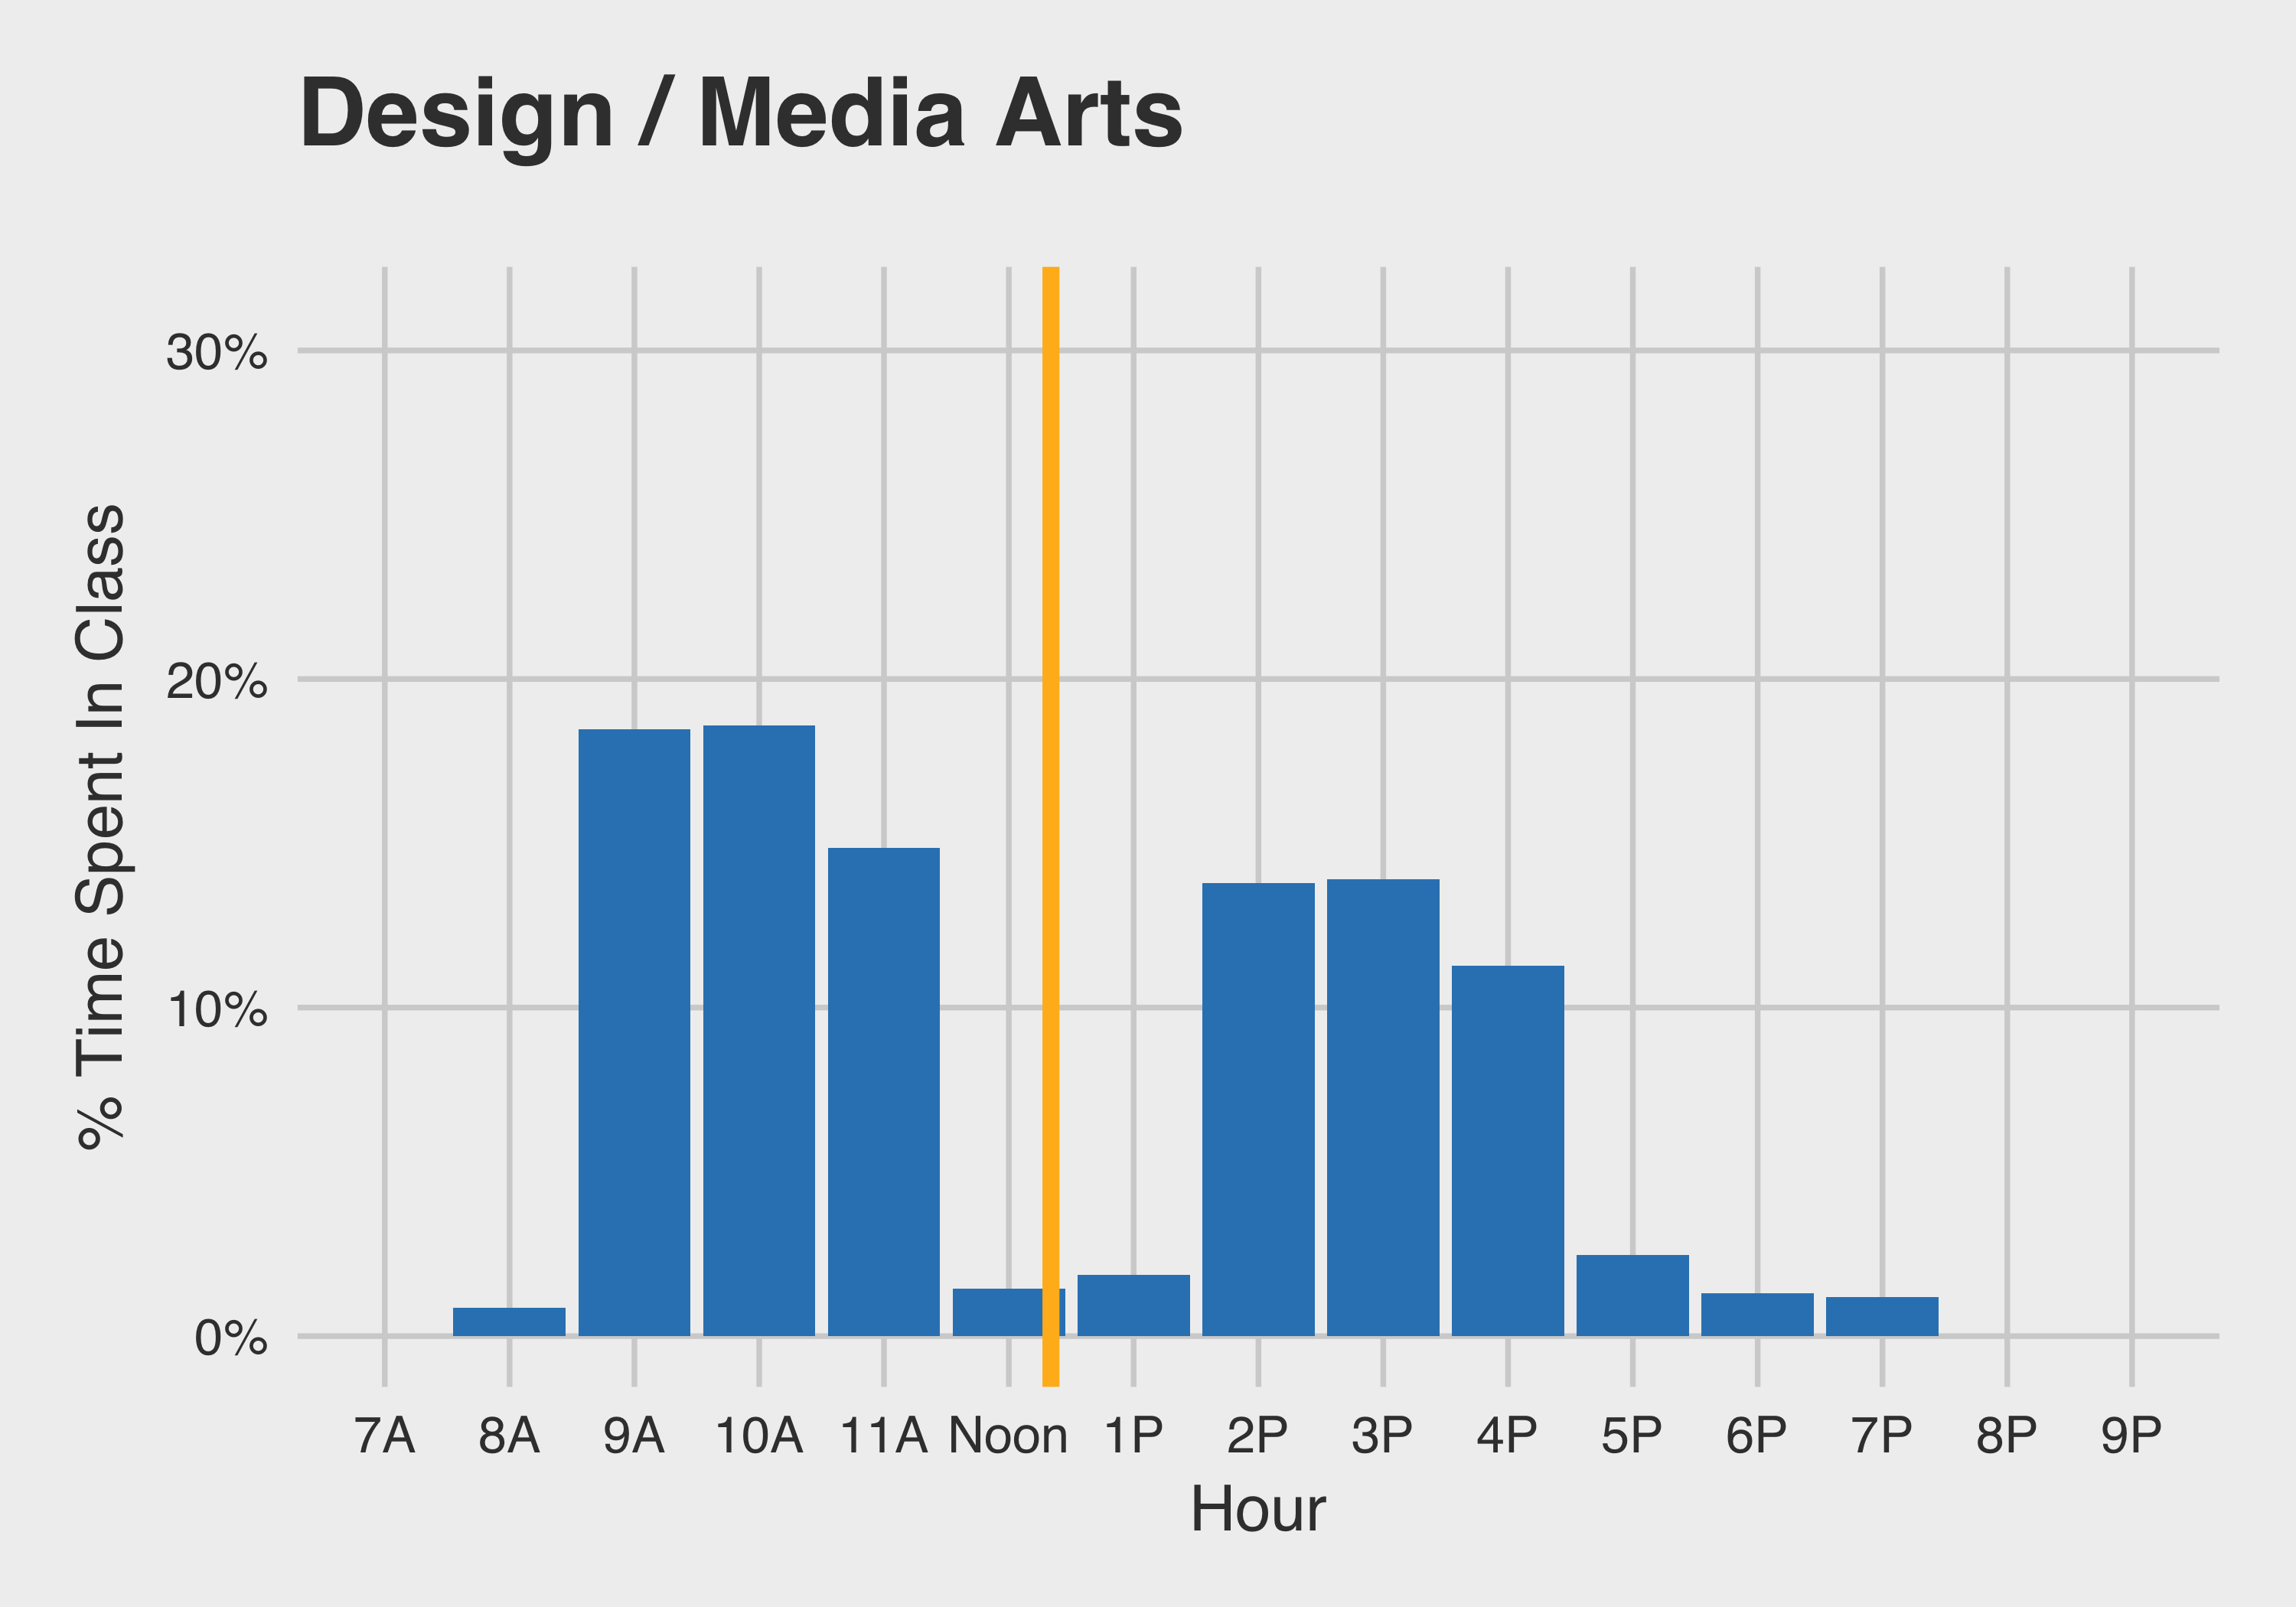 Design / Media Arts
% Time Spent In Class
30%
20%
10%
0%
7A 8A 9A 10A 11A Noon 1P 2P 3P 4P 5P 6P 7P 8P 9P
Hour